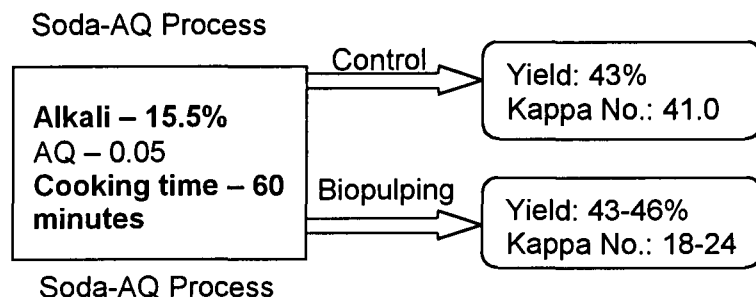 Soda-AQ Process
Control
Yield: 43%
Kappa No.: 41.0
Alkali – 15.5%
AQ – 0.05
Cooking time – 60
minutes
Biopulping
Yield: 43-46%
Kappa No.: 18-24
Soda-AQ Process